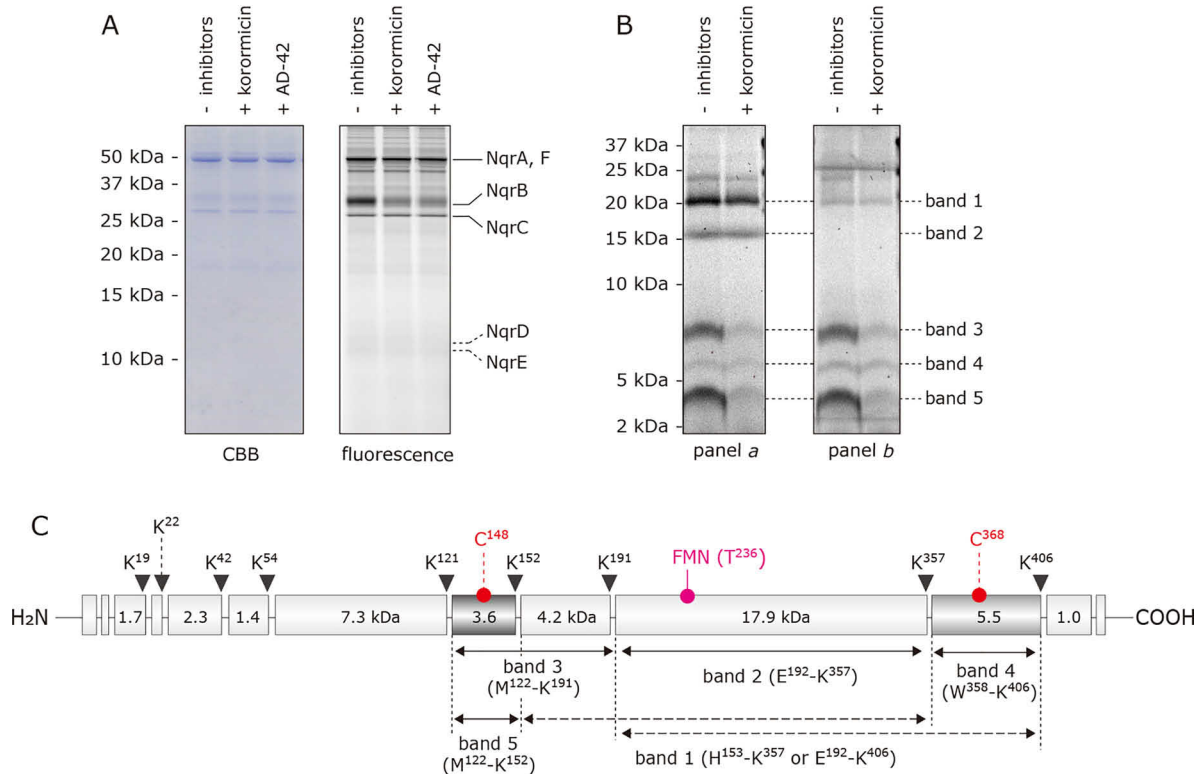 A
- inhibitors
+ korormicin
+ AD-42
- inhibitors
+ korormicin
+ AD-42
50 kDa -
37 kDa -
25 kDa -
20 kDa -
15 kDa -
10 kDa -
NqrA, F
NqrB
NqrC
NqrD
NqrE
CBB
fluorescence
B
- inhibitors
+ korormicin
- inhibitors
+ korormicin
37 kDa -
25 kDa -
20 kDa -
15 kDa -
10 kDa -
5 kDa -
2 kDa -
band 1
band 2
band 3
band 4
band 5
panel a
panel b
C
K19
K22
K42
K54
K121
C148
K152
K191
FMN (T236)
K357
C368
K406
H2N
1.7
2.3
1.4
7.3 kDa
3.6
4.2 kDa
17.9 kDa
5.5
1.0
COOH
band 3
(M122-K191)
band 2 (E192-K357)
band 4
(W358-K406)
band 5
(M122-K152)
band 1 (H153-K357 or E192-K406)